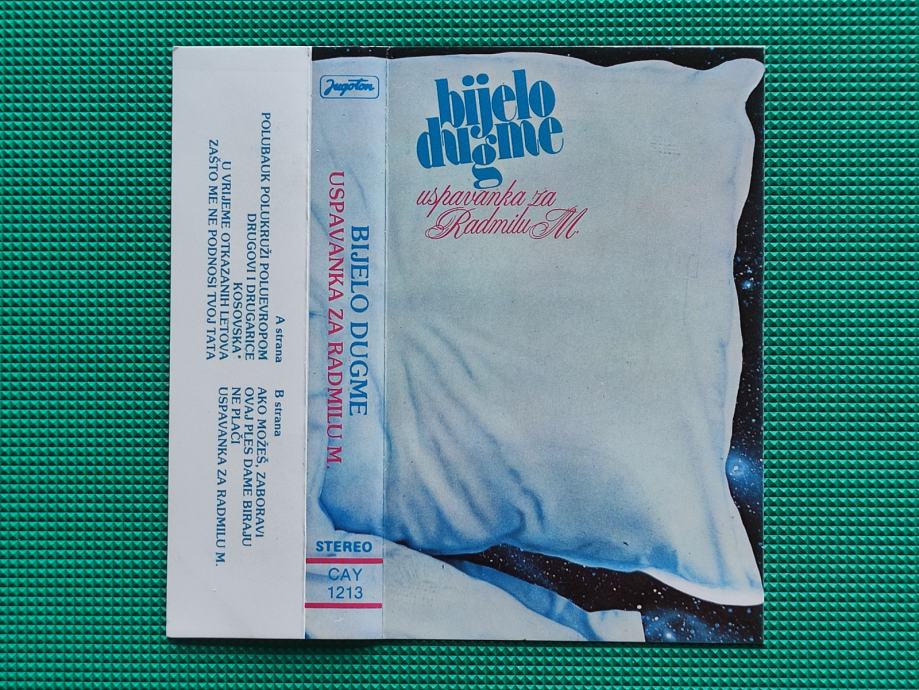 A strana
POLUBAUK POLUKRUŽI POLUEVROPOM
DRUGOVI I DRUGARICE
KOSOVSKA*
U VRIJEME OTKAZANIH LETOVA
ZAŠTO ME NE PODNOSI TVOJ TATA
B strana
AKO MOŽEŠ, ZABORAVI
OVAJ PLES DAME BIRAJU
NE PLAČI
USPAVANKA ZA RADMILU M.
Jugoton
BIJELO DUGME
USPAVANKA ZA RADMILU M.
STEREO
CAY
1213
bijelo
dugme
uspavanka za
Radmilu M.